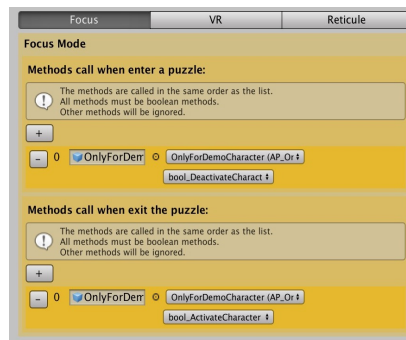 Focus VR Reticule
Focus Mode
Methods call when enter a puzzle:
The methods are called in the same order as the list.
All methods must be boolean methods.
Other methods will be ignored.
+
- 0 OnlyForDem OnlyForDemoCharacter (AP_Or
bool_DeactivateCharact
Methods call when exit the puzzle:
The methods are called in the same order as the list.
All methods must be boolean methods.
Other methods will be ignored.
+
- 0 OnlyForDem OnlyForDemoCharacter (AP_Or
bool_ActivateCharacter